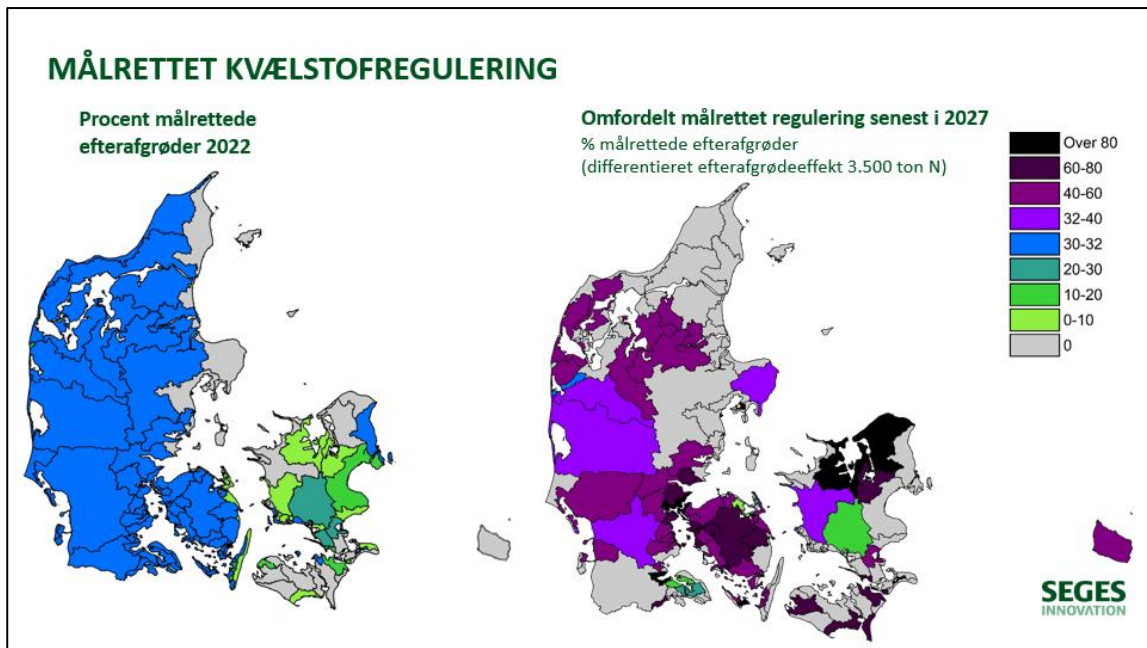 MÅLRETTET KVÆLSTOFREGULERING
Procent målrettede
efterafgrøder 2022
Omfordelt målrettet regulering senest i 2027
% målrettede efterafgrøder
(differentieret efterafgrødeeffekt 3.500 ton N)
Over 80
60-80
40-60
32-40
30-32
20-30
10-20
0-10
0
SEGES
INNOVATION